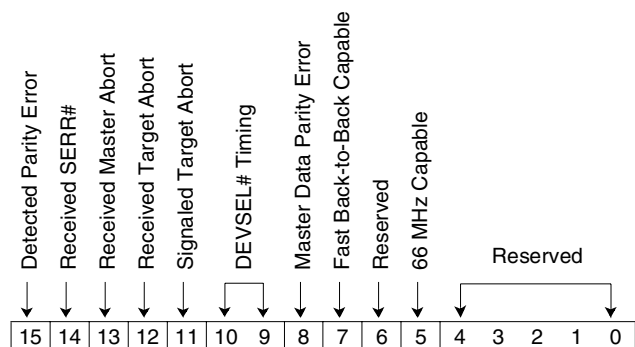 Detected Parity Error
Received SERR#
Received Master Abort
Received Target Abort
Signaled Target Abort
DEVSEL# Timing
Master Data Parity Error
Fast Back-to-Back Capable
Reserved
66 MHz Capable
Reserved
15 14 13 12 11 10 9 8 7 6 5 4 3 2 1 0